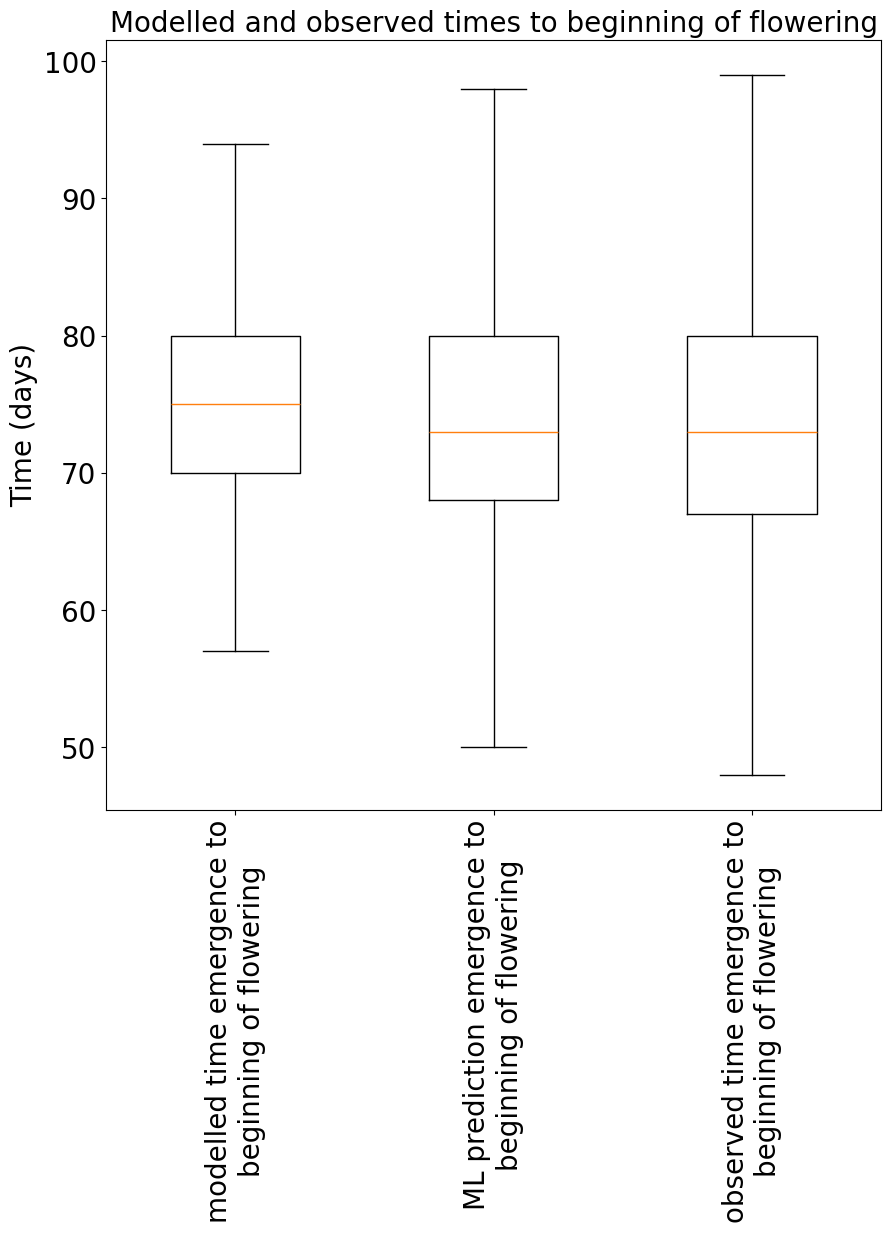 Modelled and observed times to beginning of flowering
100
90
80
70
60
50
Time (days)
modelled time emergence to
beginning of flowering
ML prediction emergence to
beginning of flowering
observed time emergence to
beginning of flowering